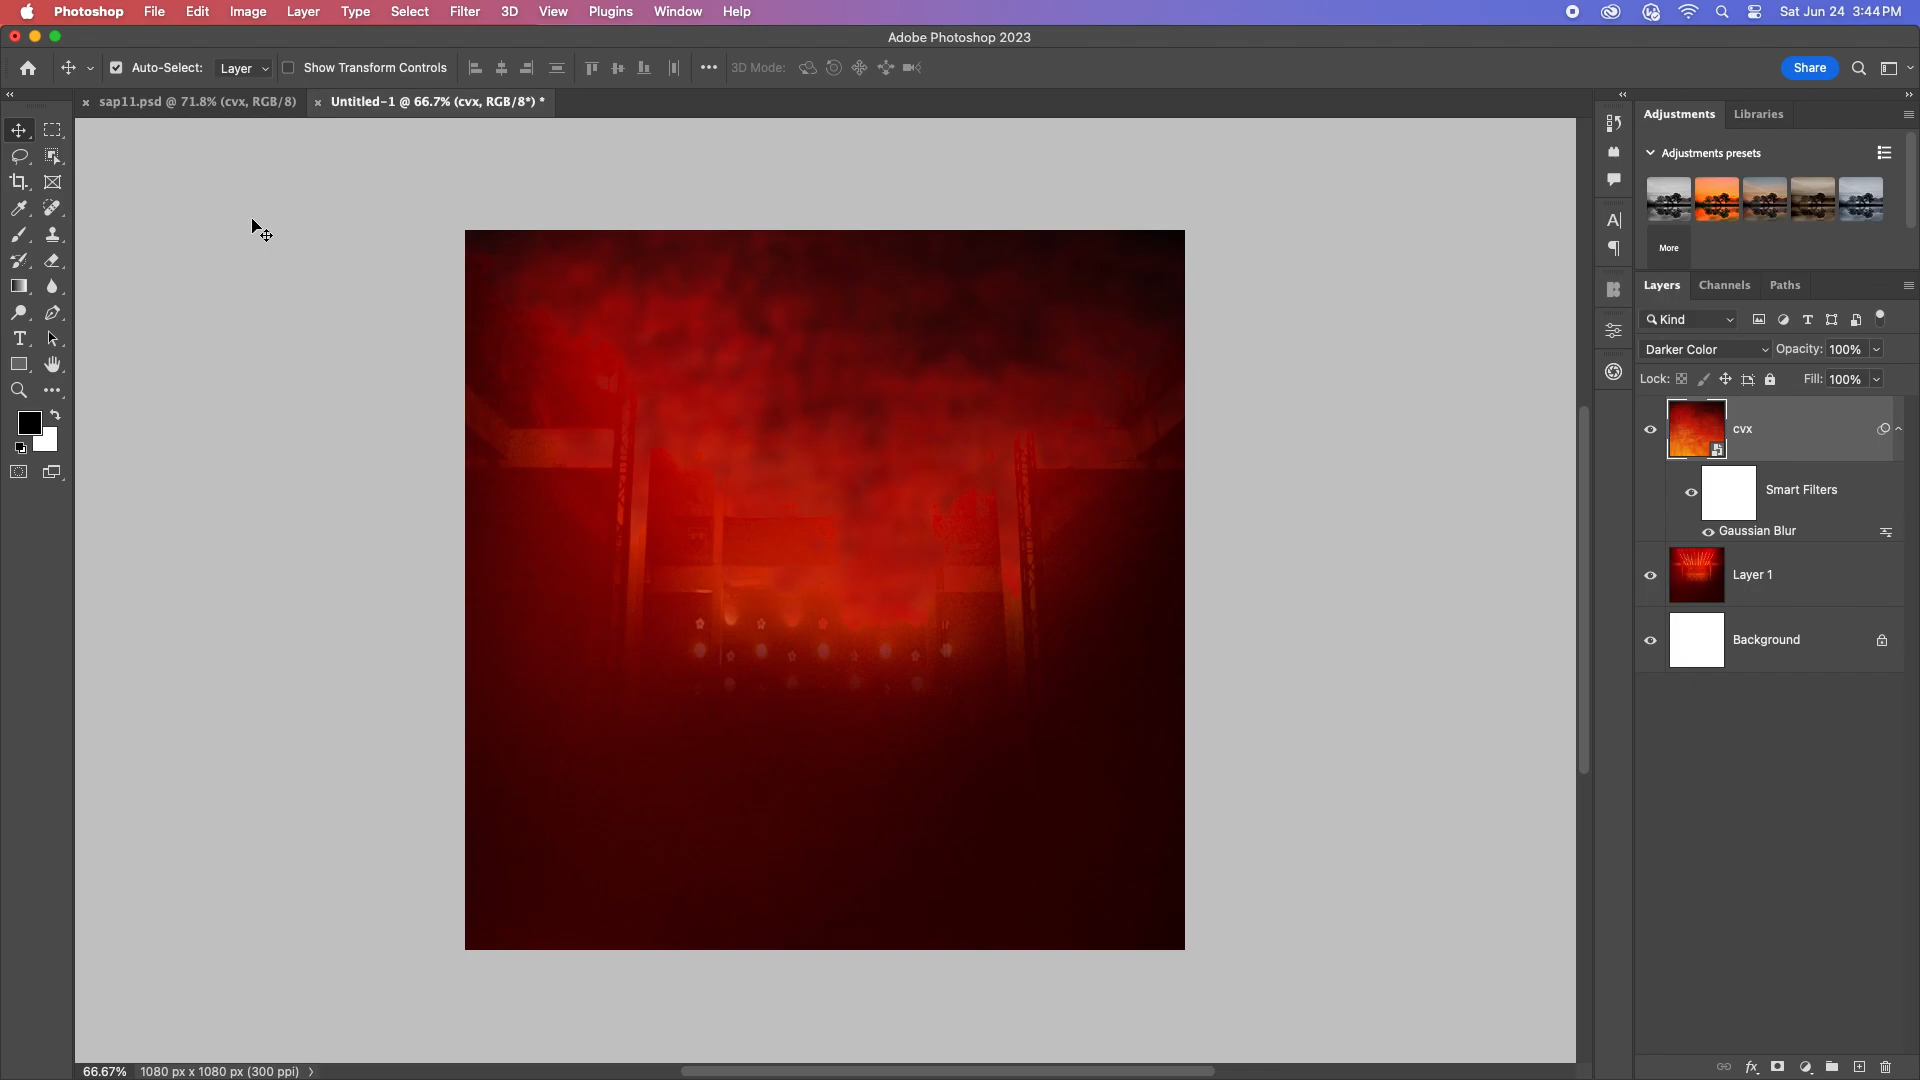 Photoshop File Edit Image Layer Type Select Filter 3D View Plugins Window Help Sat Jun 24 3:44 PM
Adobe Photoshop 2023
Auto-Select: Layer Show Transform Controls 3D Mode: Share
sap11.psd @ 71.8% (cvx, RGB/8) Untitled-1 @ 66.7% (cvx, RGB/8*) *
Adjustments Libraries
Adjustments presets
More
Layers Channels Paths
Kind
Darker Color Opacity: 100%
Lock: Fill: 100%
cvx
Smart Filters
Gaussian Blur
Layer 1
Background
66.67% 1080 px x 1080 px (300 ppi)